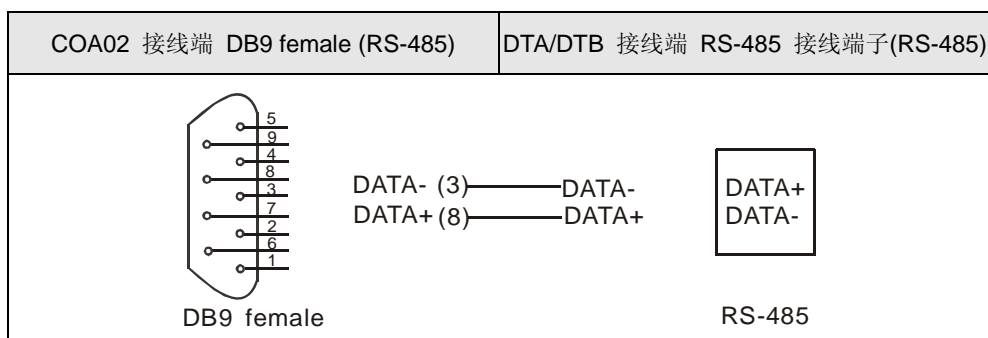 COA02 接线端 DB9 female (RS-485)
DTA/DTB 接线端 RS-485 接线端子(RS-485)
5
9
4
8
3
7
2
6
1
DB9 female
DATA- (3) DATA-
DATA+ (8) DATA+
DATA+
DATA-
RS-485